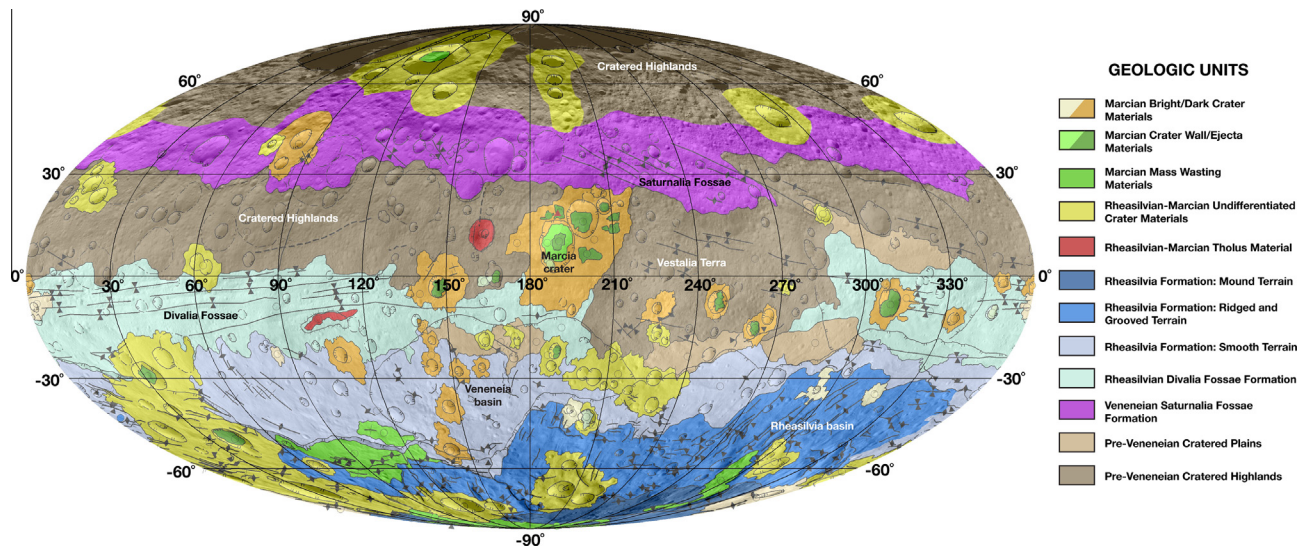 90°
60°
60°
30°
30°
0°
0°
30°
60°
90°
120°
150°
180°
210°
240°
270°
300°
330°
-30°
-30°
-60°
-60°
-90°
Cratered Highlands
Saturnalia Fossae
Cratered Highlands
Marcia
crater
Vestalia Terra
Divalia Fossae
Veneneia
basin
Rheasilvia basin
GEOLOGIC UNITS
Marcian Bright/Dark Crater
Materials
Marcian Crater Wall/Ejecta
Materials
Marcian Mass Wasting
Materials
Rheasilvian-Marcian Undifferentiated
Crater Materials
Rheasilvian-Marcian Tholus Material
Rheasilvia Formation: Mound Terrain
Rheasilvia Formation: Ridged and
Grooved Terrain
Rheasilvia Formation: Smooth Terrain
Rheasilvian Divalia Fossae Formation
Veneneian Saturnalia Fossae
Formation
Pre-Veneneian Cratered Plains
Pre-Veneneian Cratered Highlands